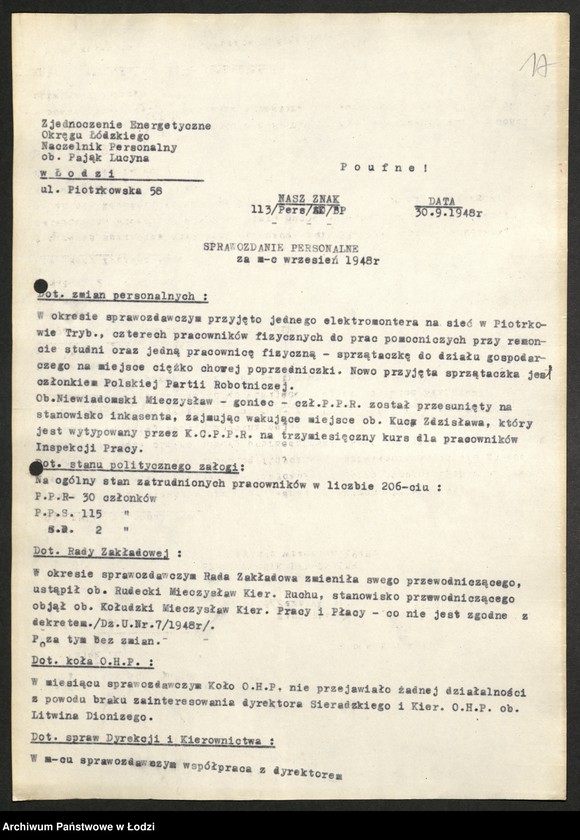 1A
Zjednoczenie Energetyczne
Okręgu Łódzkiego
Naczelnik Personalny
ob. Pająk Lucyna
w Łodzi
ul. Piotrkowska 58
Poufne!
NASZ ZNAK
DATA
113/Pers/AD/BP
30.9.1948r
SPRAWOZDANIE PERSONALNE
za m-c wrzesień 1948r
Dot. zmian personalnych :
W okresie sprawozdawczym przyjęto jednego elektromontera na sieć w Piotrko-
wie Tryb., czterech pracowników fizycznych do prac pomocniczych przy remon-
cie studni oraz jedną pracownicę fizyczną - sprzątaczkę do działu gospodar-
czego na miejsce ciężko chorej poprzedniczki. Nowo przyjęta sprzątaczka jest
członkiem Polskiej Partii Robotniczej.
Ob.Niewiadomski Mieczysław - goniec - czł.P.P.R. został przesunięty na
stanowisko inkasenta, zajmując wakujące miejsce ob. Kuca Zdzisława, który
jest wytypowany przez K.C.P.P.R. na trzymiesięczny kurs dla pracowników
Inspekcji Pracy.
Dot. stanu politycznego załogi:
Na ogólny stan zatrudnionych pracowników w liczbie 206-ciu :
P.P.R- 30 członków
P.P.S. 115 "
S.D. 2 "
Dot. Rady Zakładowej :
W okresie sprawozdawczym Rada Zakładowa zmieniła swego przewodniczącego,
ustąpił ob. Rudecki Mieczysław Kier. Ruchu, stanowisko przewodniczącego
objął ob. Kołudzki Mieczysław Kier. Pracy i Płacy - co nie jest zgodne z
dekretem./Dz.U.Nr.7/1948r/.
Poza tym bez zmian.-
Dot. koła O.H.P. :
W miesiącu sprawozdawczym Koło O.H.P. nie przejawiało żadnej działalności
z powodu braku zainteresowania dyrektora Sieradzkiego i Kier. O.H.P. ob.
Litwina Dionizego.
Dot. spraw Dyrekcji i Kierownictwa :
W m-cu sprawozdawczym współpraca z dyrektorem
Archiwum Państwowe w Łodzi